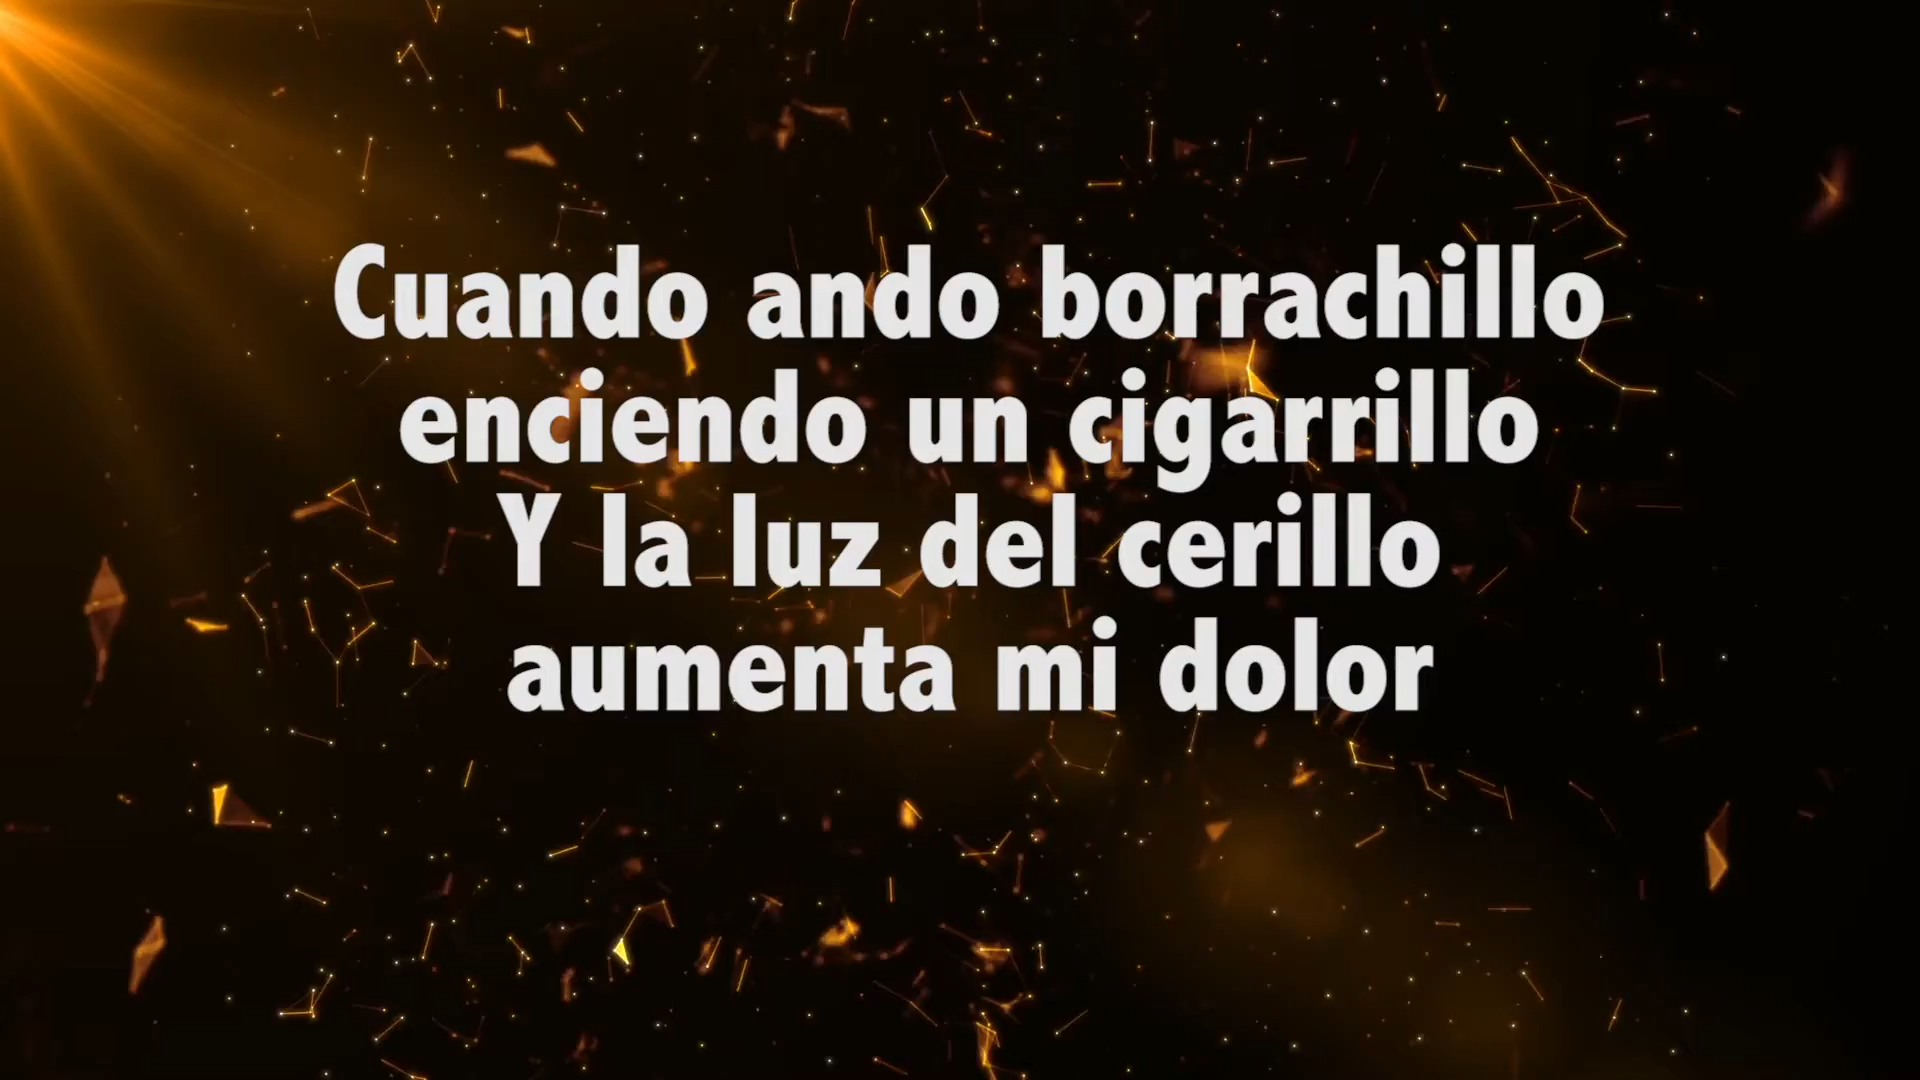 Cuando ando borrachillo
enciendo un cigarrillo
Y la luz del cerillo
aumenta mi dolor